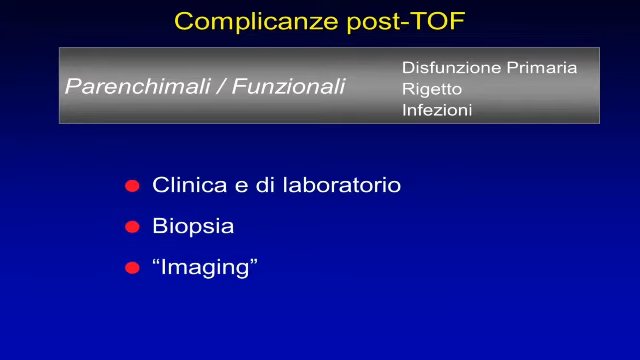 Complicanze post-TOF
Parenchimali / Funzionali
Disfunzione Primaria
Rigetto
Infezioni
Clinica e di laboratorio
Biopsia
“Imaging”